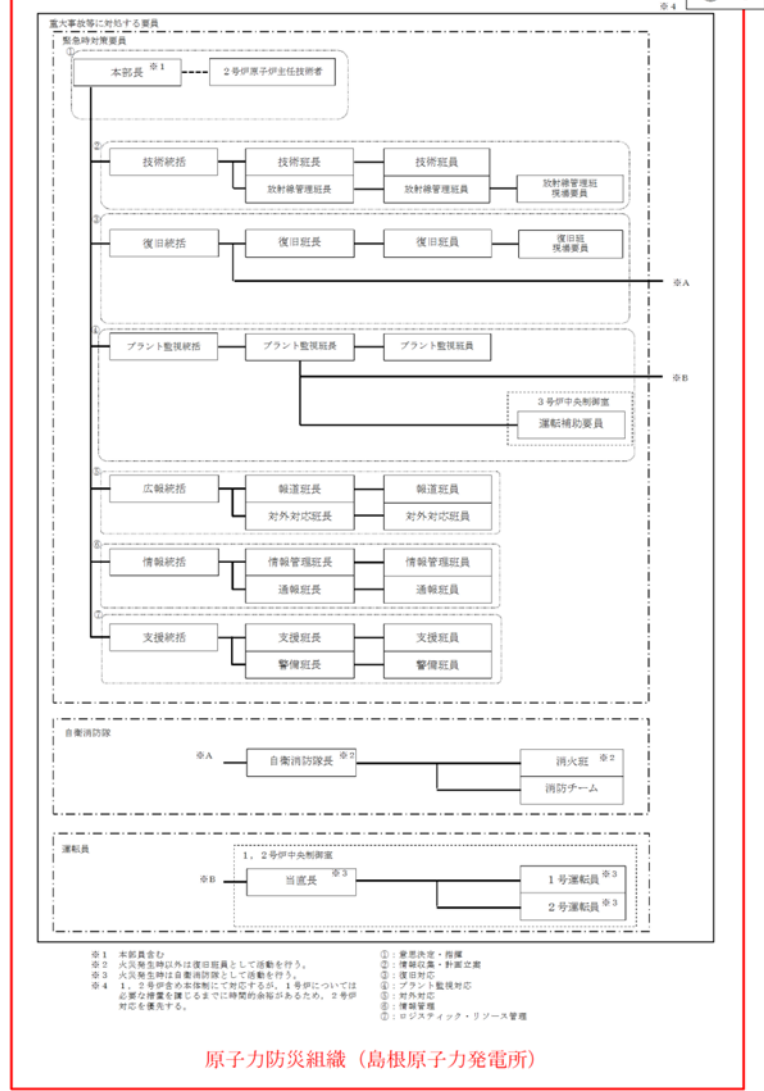 ※4
重大事故等に対処する要員
緊急時対策要員
①
本部長 ※1
2号炉原子炉主任技術者
②
技術統括
技術班長
技術班員
放射線管理班長
放射線管理班員
放射線管理班
現場要員
③
復旧統括
復旧班長
復旧班員
復旧班
現場要員
※A
④
プラント監視統括
プラント監視班長
プラント監視班員
※B
3号炉中央制御室
運転補助要員
⑤
広報統括
報道班長
報道班員
対外対応班長
対外対応班員
⑥
情報統括
情報管理班長
情報管理班員
通報班長
通報班員
⑦
支援統括
支援班長
支援班員
警備班長
警備班員
自衛消防隊
※A
自衛消防隊長 ※2
消火班 ※2
消防チーム
運転員
1,2号炉中央制御室
※B
当直長 ※3
1号運転員 ※3
2号運転員 ※3
※1 本部員含む
※2 火災発生時以外は復旧班員として活動を行う。
※3 火災発生時は自衛消防隊として活動を行う。
※4 1,2号炉含め本体制にて対応するが,1号炉については
必要な措置を講じるまでに時間的余裕があるため,2号炉
対応を優先する。
①:意思決定・指揮
②:情報収集・計画立案
③:復旧対応
④:プラント監視対応
⑤:対外対応
⑥:情報管理
⑦:ロジスティック・リソース管理
原子力防災組織(島根原子力発電所)